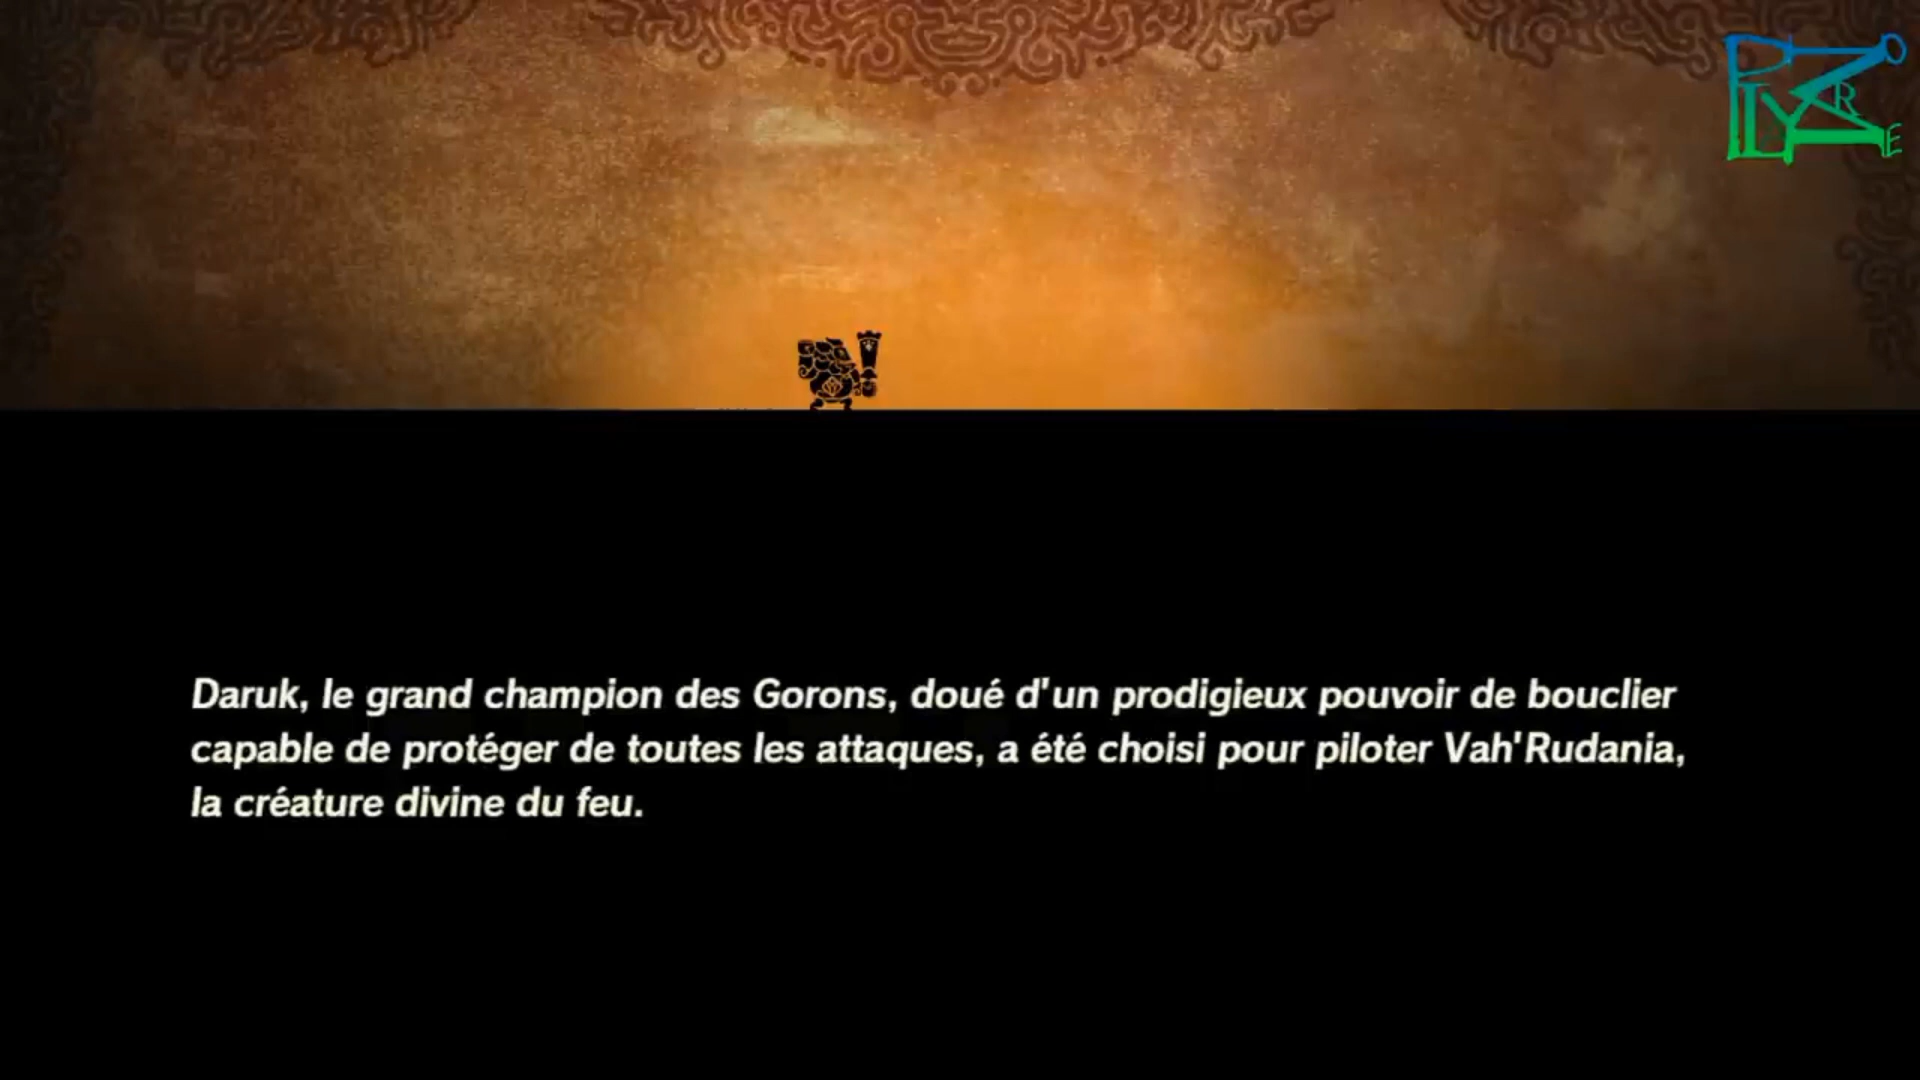 Daruk, le grand champion des Gorons, doué d'un prodigieux pouvoir de bouclier
capable de protéger de toutes les attaques, a été choisi pour piloter Vah'Rudania,
la créature divine du feu.